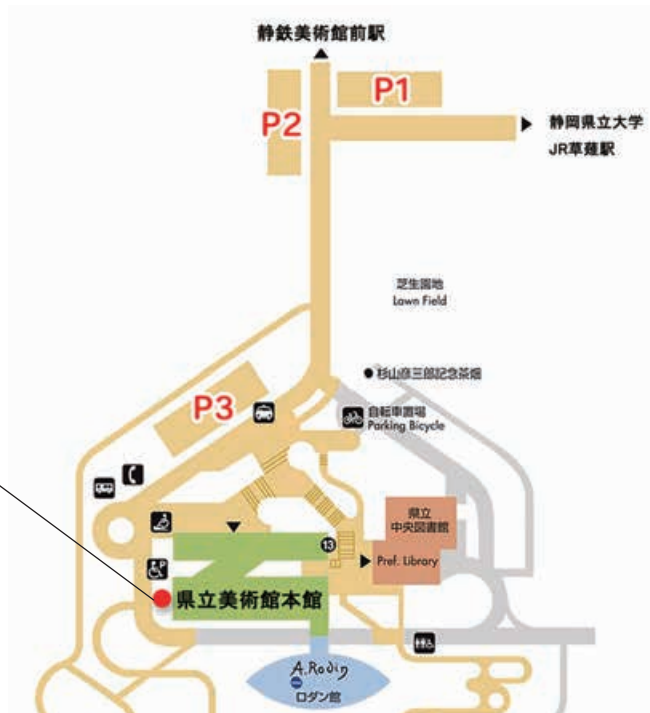 静鉄美術館前駅
P1
P2
静岡県立大学
JR草薙駅
芝生園地
Lawn Field
杉山彦三郎記念茶畑
P3
自転車置場
Parking Bicycle
県立
中央図書館
13
Pref. Library
P
県立美術館本館
A.Rodin
ロダン館